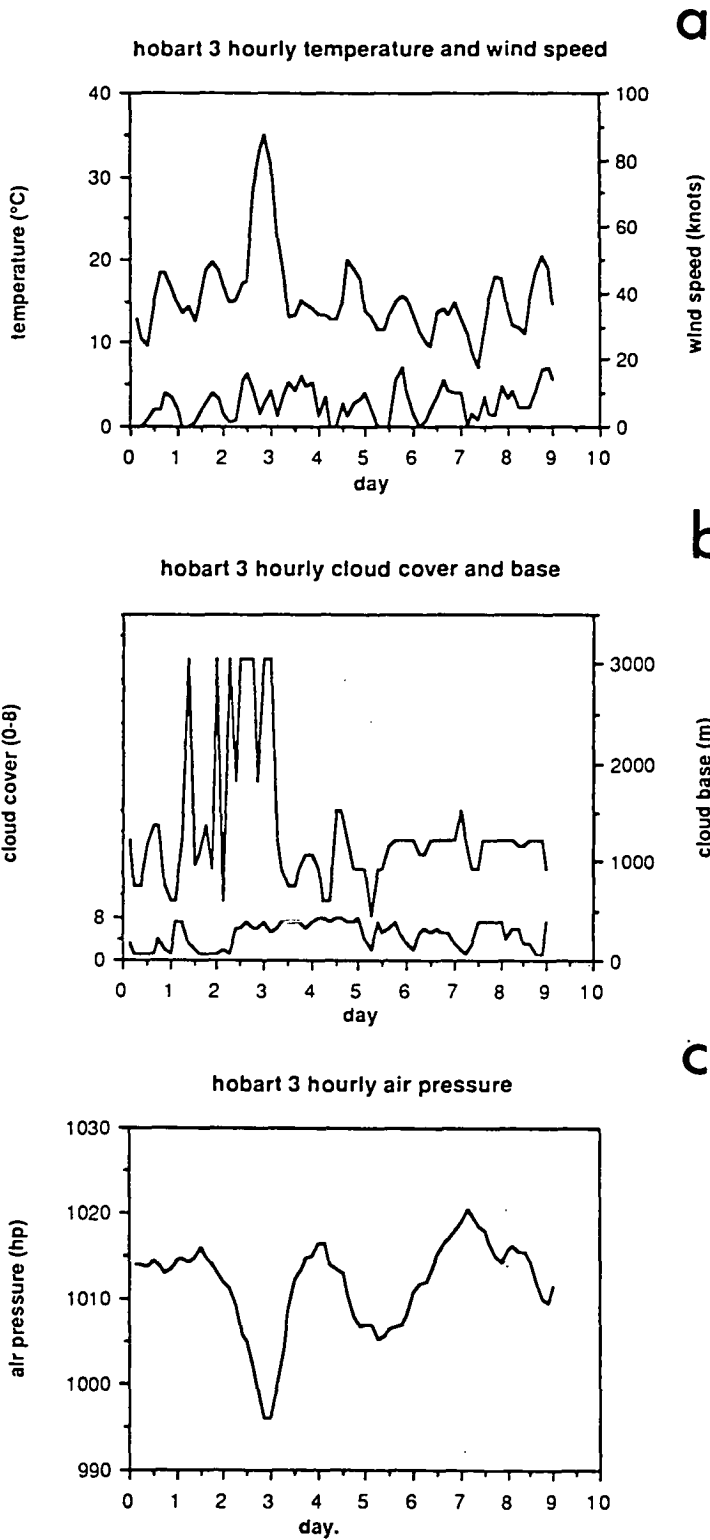 a
hobart 3 hourly temperature and wind speed
temperature (°C)
40
30
20
10
0
wind speed (knots)
100
80
60
40
20
0
0 1 2 3 4 5 6 7 8 9 10
day
b
hobart 3 hourly cloud cover and base
cloud cover (0-8)
8
0
cloud base (m)
3000
2000
1000
0
0 1 2 3 4 5 6 7 8 9 10
day
c
hobart 3 hourly air pressure
air pressure (hp)
1030
1020
1010
1000
990
0 1 2 3 4 5 6 7 8 9 10
day.